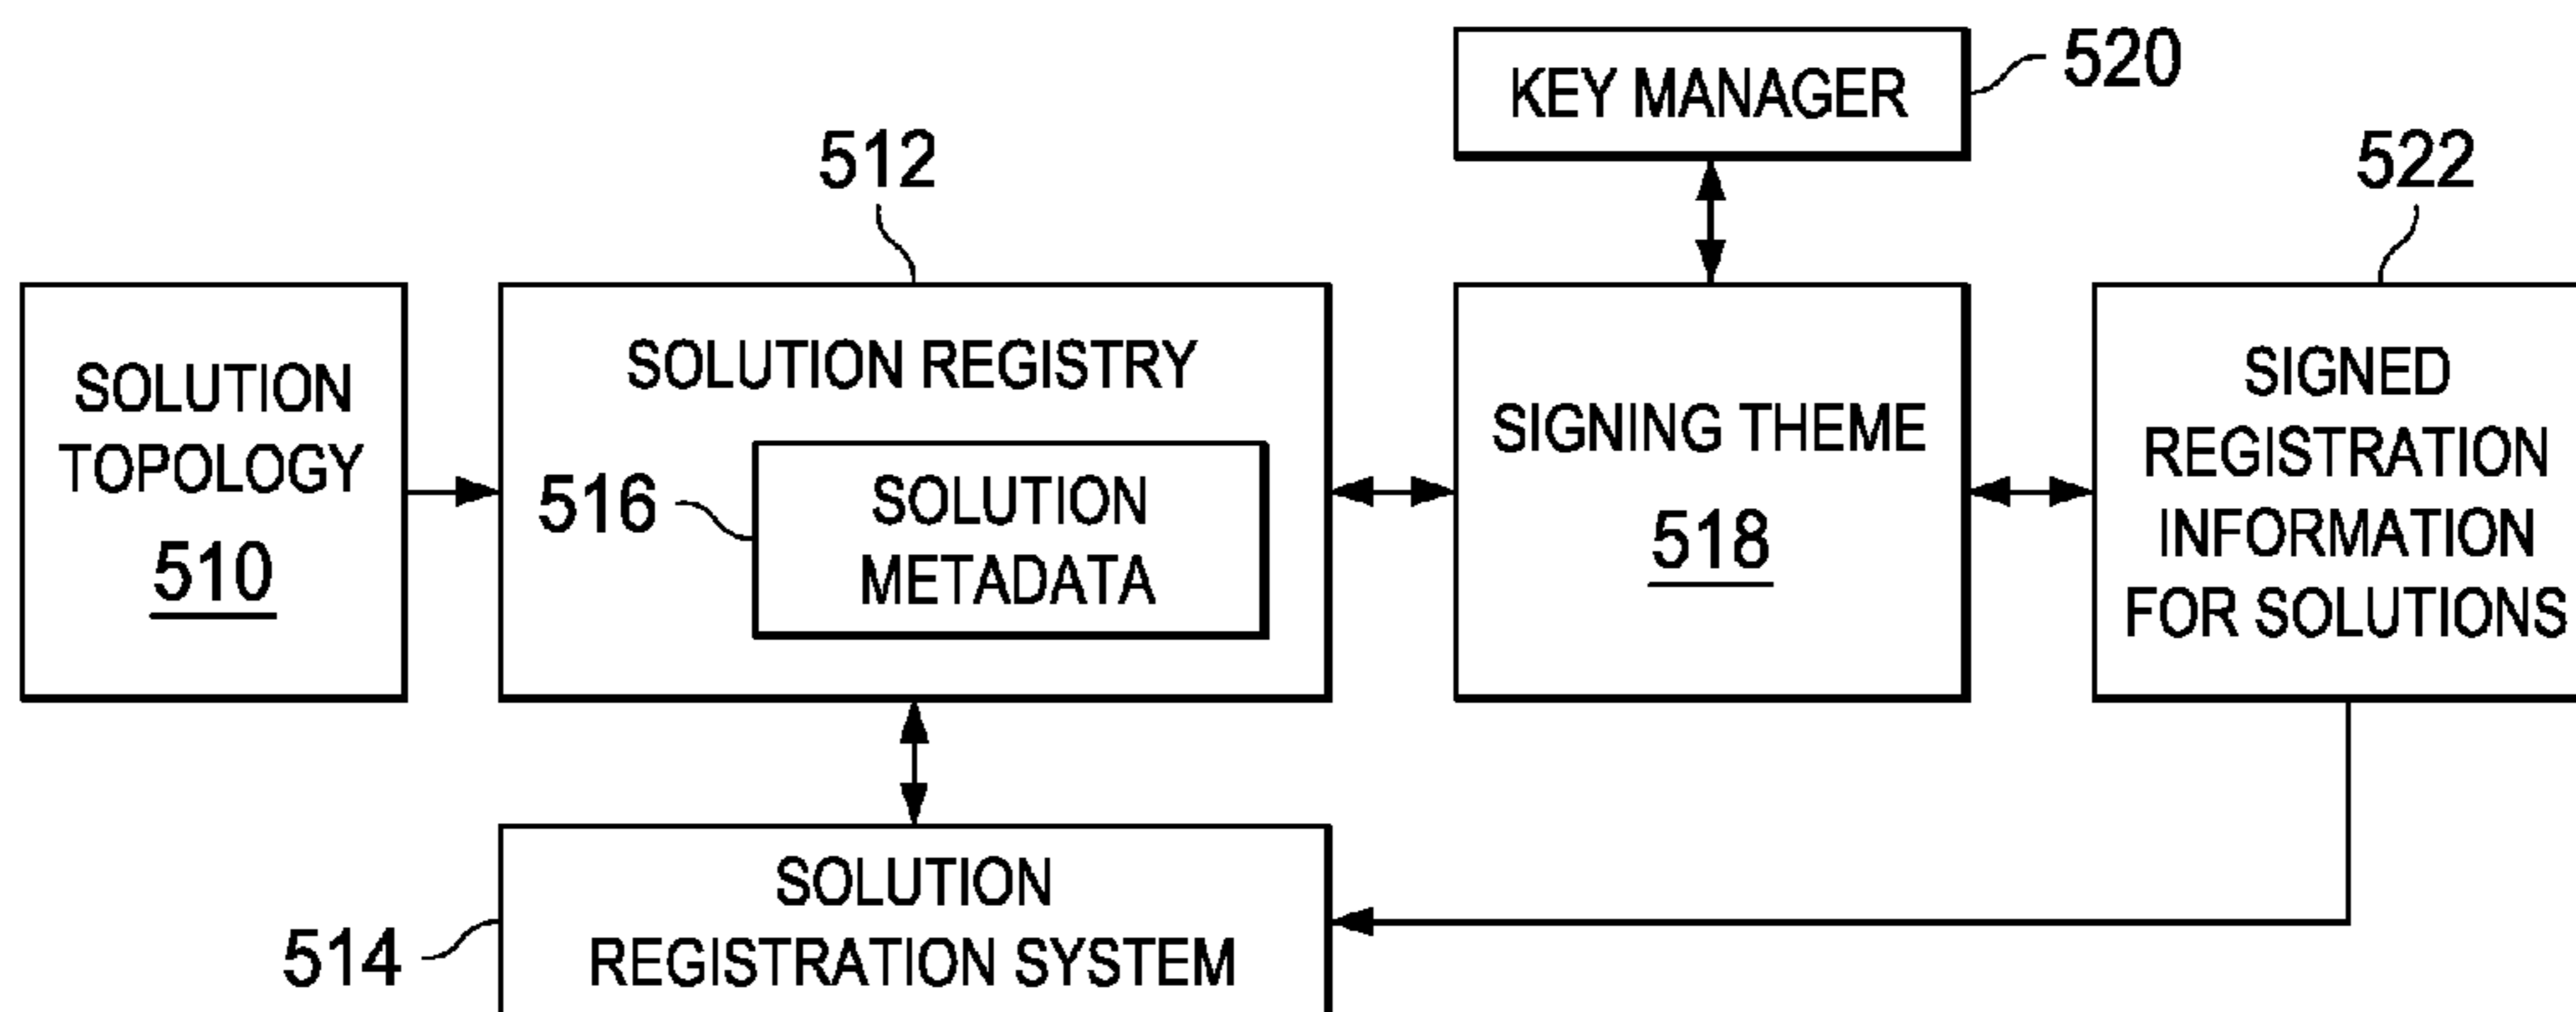 KEY MANAGER
520
512
522
SOLUTION
TOPOLOGY
510
SOLUTION REGISTRY
516
SOLUTION
METADATA
SIGNING THEME
518
SIGNED
REGISTRATION
INFORMATION
FOR SOLUTIONS
514
SOLUTION
REGISTRATION SYSTEM